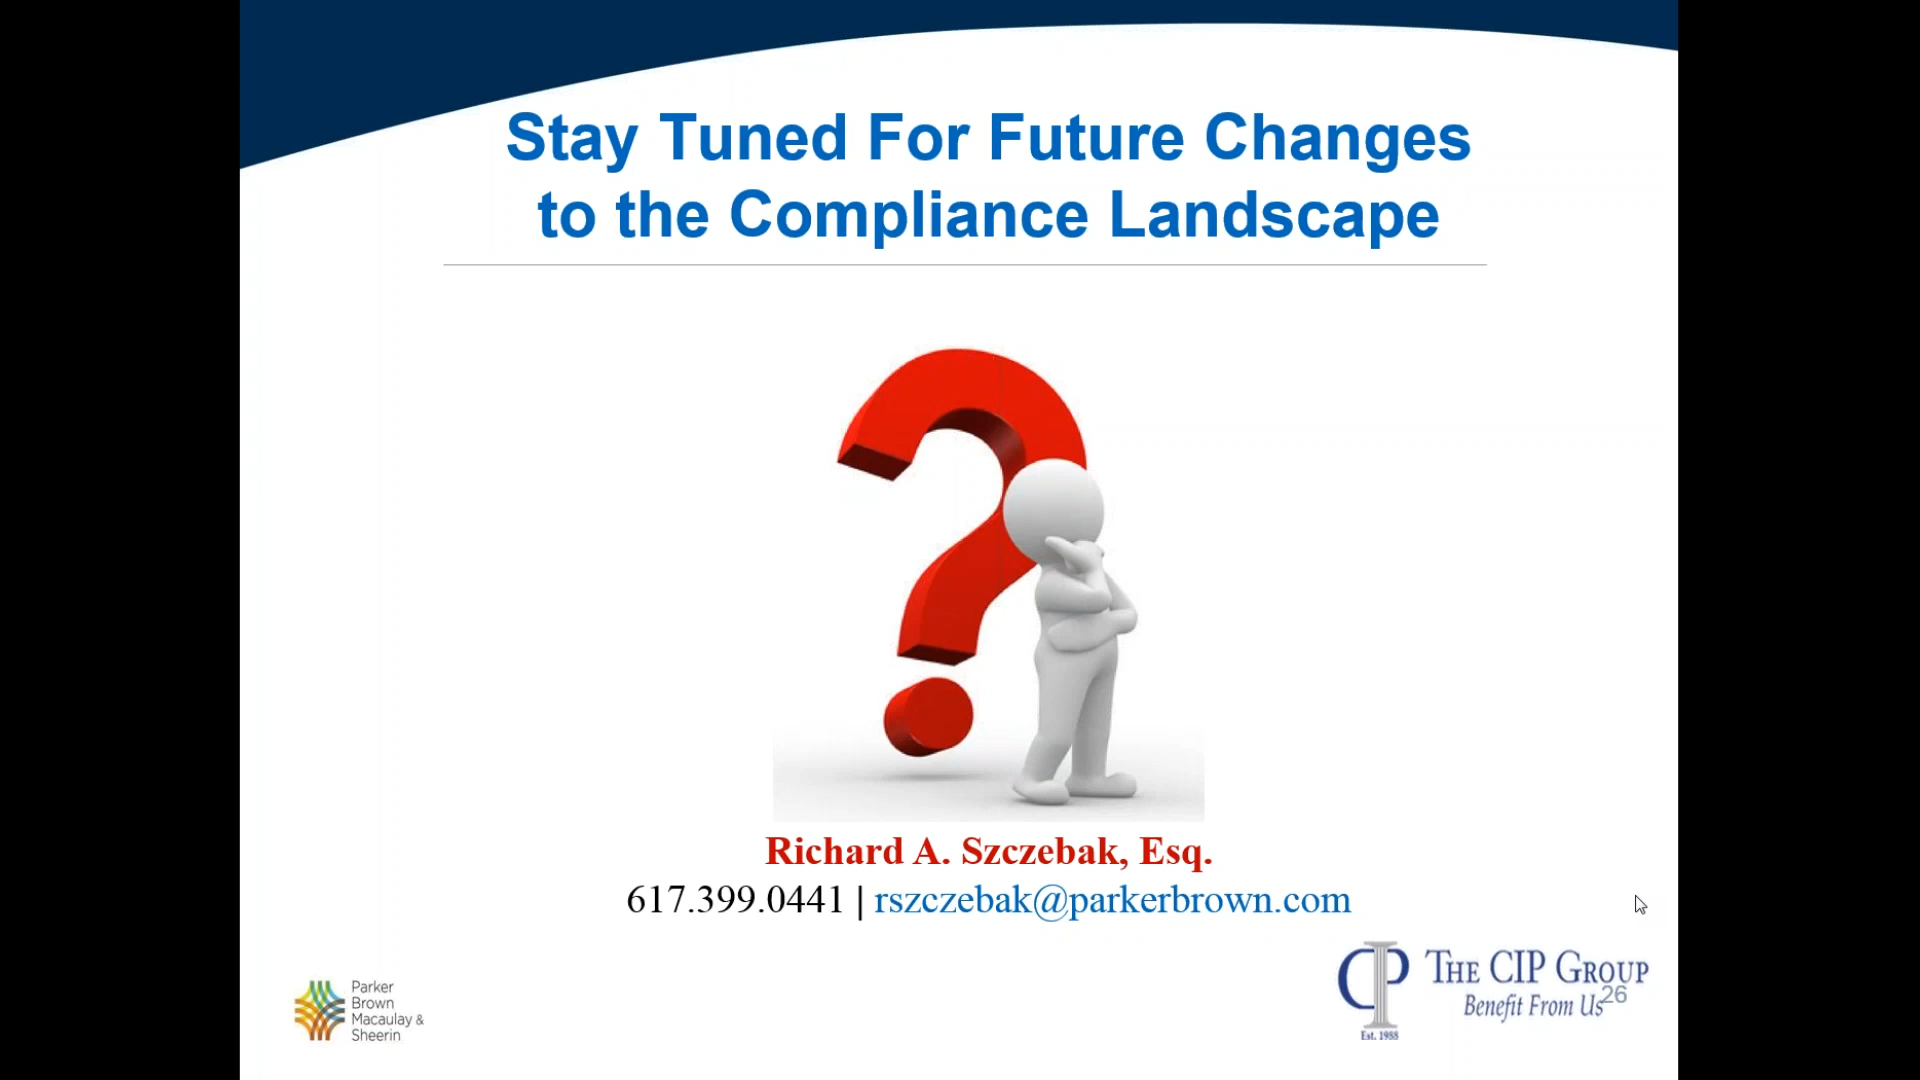 Stay Tuned For Future Changes
to the Compliance Landscape
Richard A. Szczebak, Esq.
617.399.0441 | rszczebak@parkerbrown.com
Parker
Brown
Macaulay &
Sheerin
THE CIP GROUP
Benefit From Us
26
Est. 1988